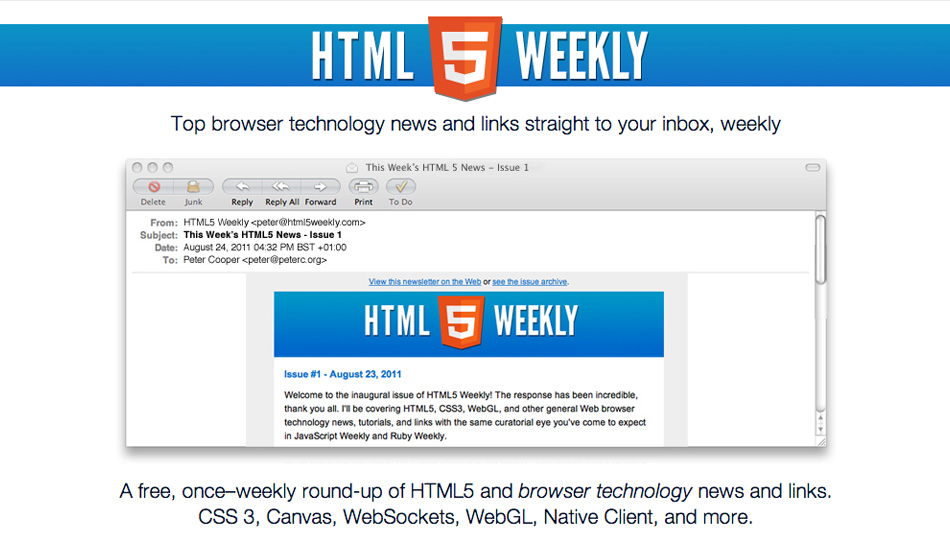 HTML 5 WEEKLY
Top browser technology news and links straight to your inbox, weekly
This Week's HTML 5 News – Issue 1
Delete Junk Reply Reply All Forward Print To Do
From: HTML5 Weekly <peter@html5weekly.com>
Subject: This Week's HTML5 News - Issue 1
Date: August 24, 2011 04:32 PM BST +01:00
To: Peter Cooper <peter@peterc.org>
View this newsletter on the Web or see the issue archive.
HTML 5 WEEKLY
Issue #1 - August 23, 2011
Welcome to the inaugural issue of HTML5 Weekly! The response has been incredible,
thank you all. I'll be covering HTML5, CSS3, WebGL, and other general Web browser
technology news, tutorials, and links with the same curatorial eye you've come to expect
in JavaScript Weekly and Ruby Weekly.
A free, once–weekly round-up of HTML5 and browser technology news and links.
CSS 3, Canvas, WebSockets, WebGL, Native Client, and more.